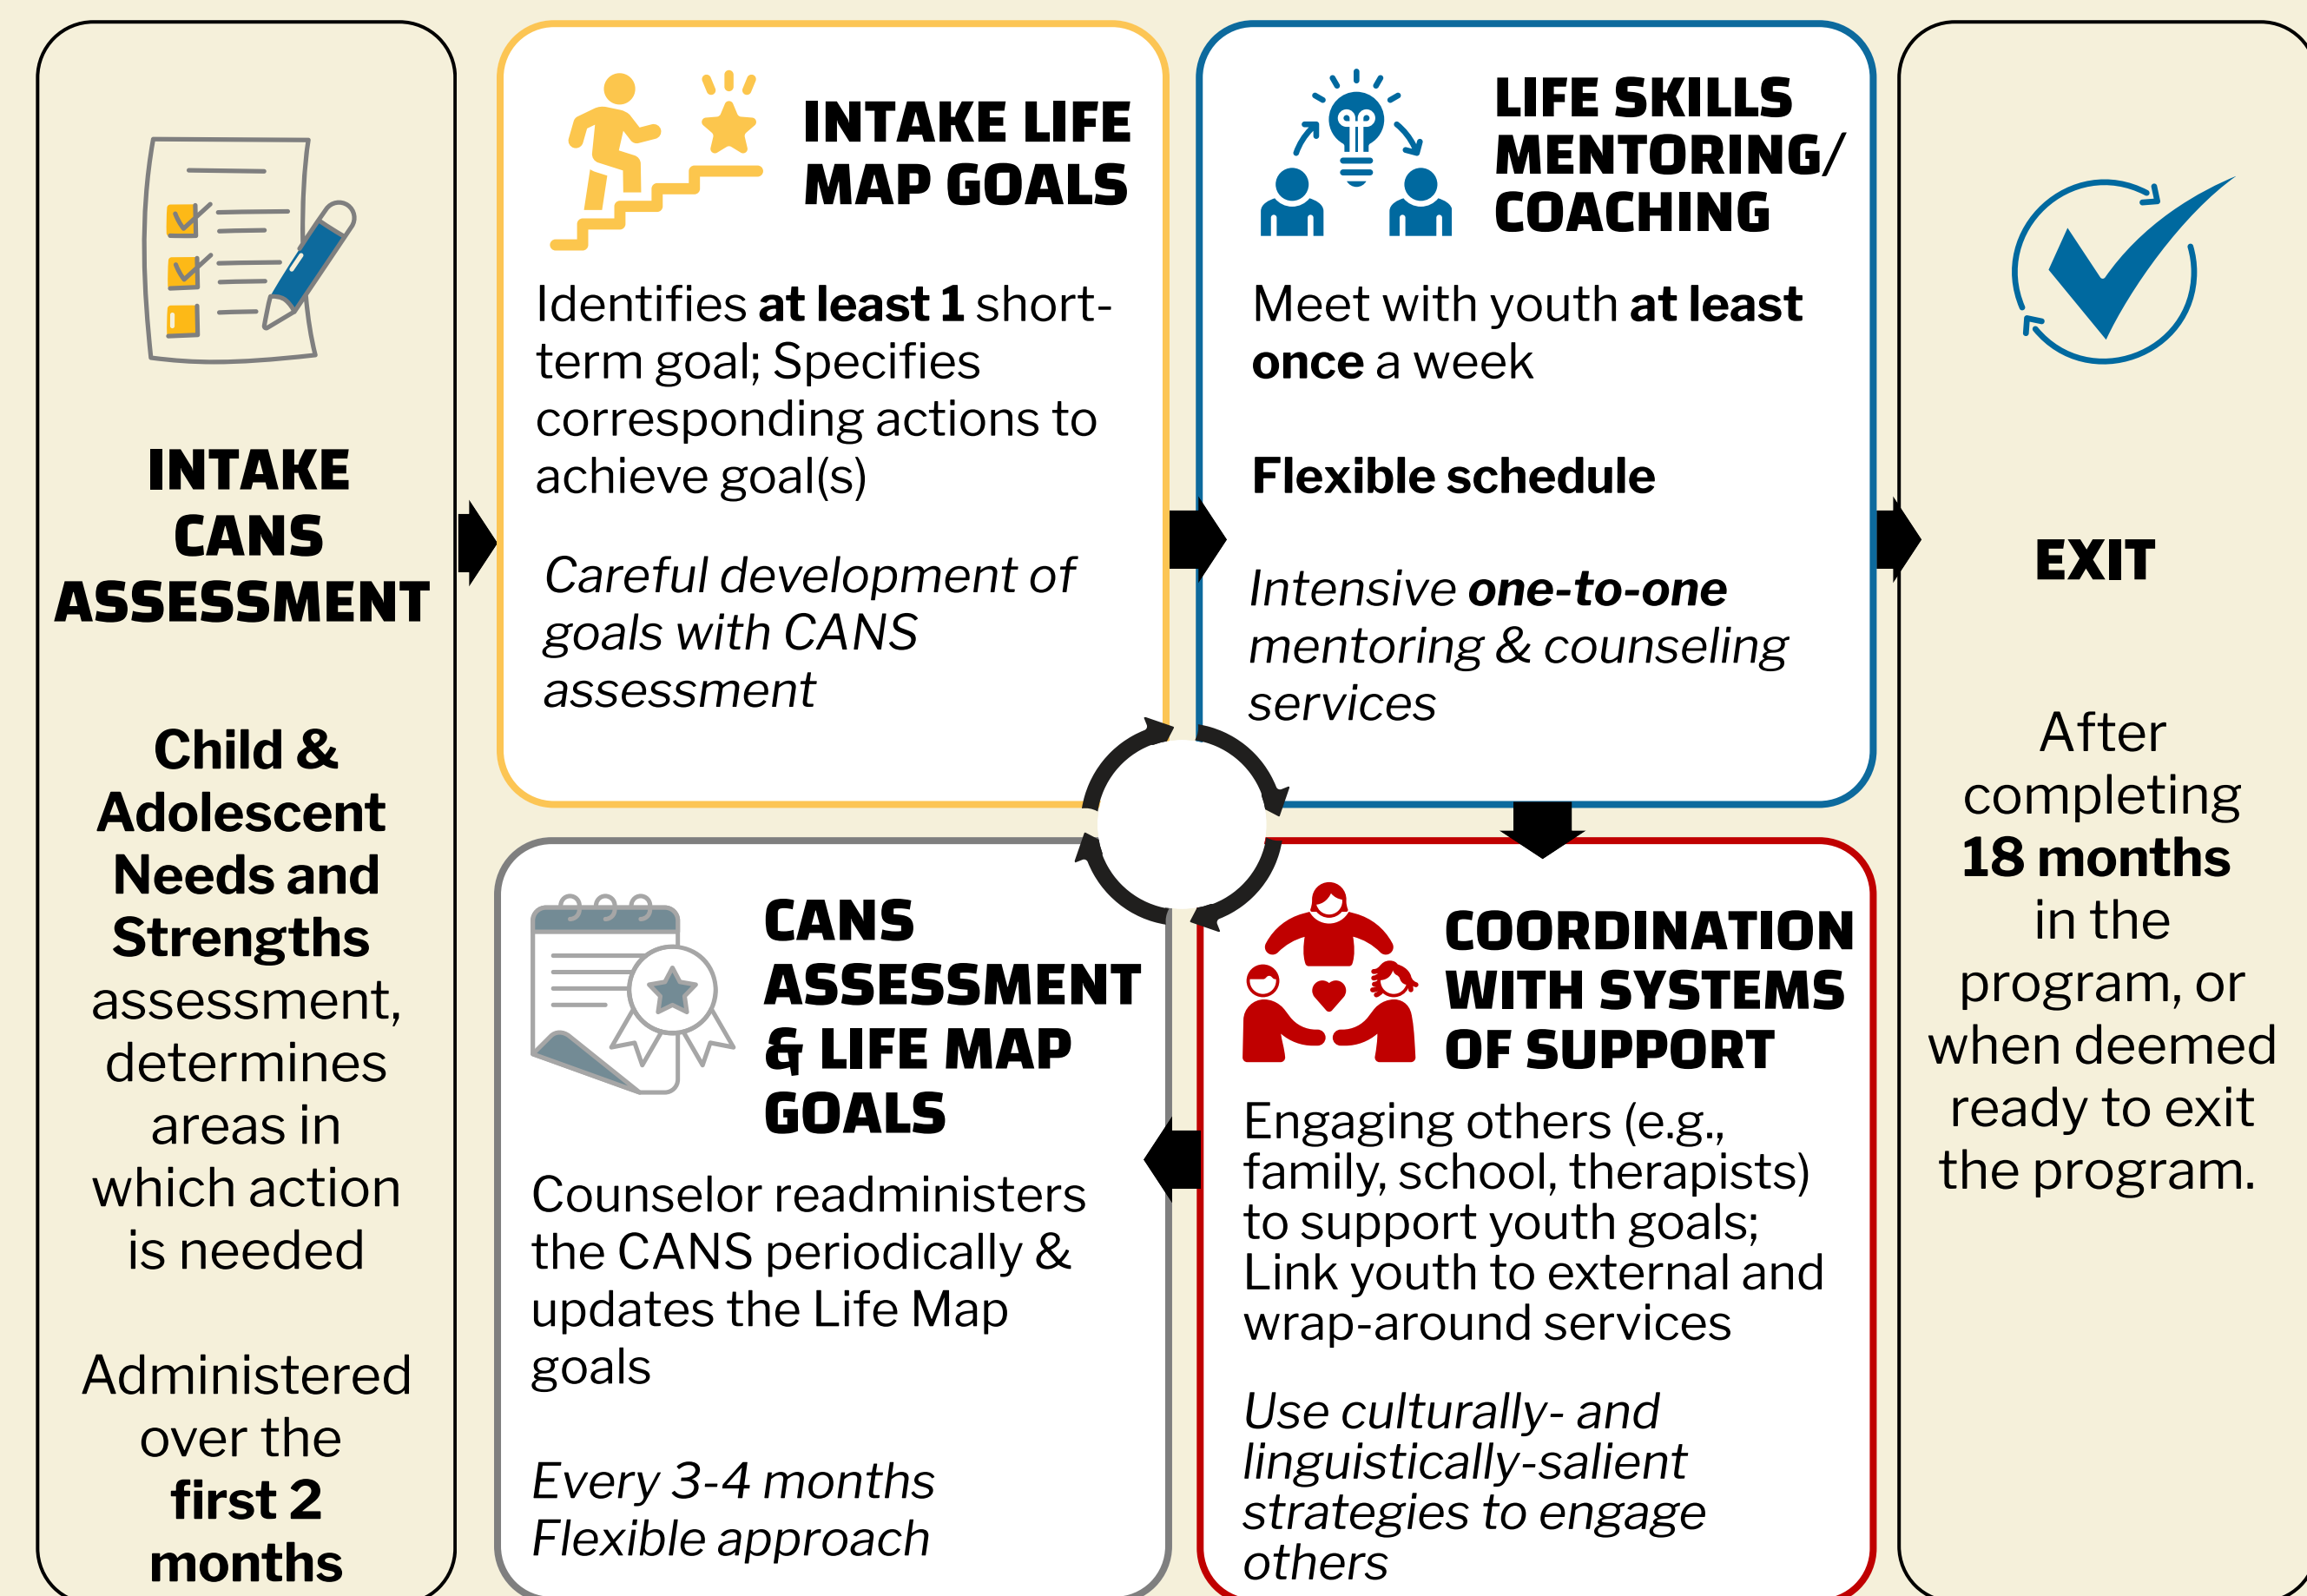 INTAKE
CANS
ASSESSMENT
Child &
Adolescent
Needs and
Strengths
assessment,
determines
areas in
which action
is needed
Administered
over the
first 2
months
INTAKE LIFE
MAP GOALS
Identifies at least 1 short-
term goal; Specifies
corresponding actions to
achieve goal(s)
Careful development of
goals with CANS
assessment
LIFE SKILLS
MENTORING/
COACHING
Meet with youth at least
once a week
Flexible schedule
Intensive one-to-one
mentoring & counseling
services
COORDINATION
WITH SYSTEMS
OF SUPPORT
Engaging others (e.g.,
family, school, therapists)
to support youth goals;
Link youth to external and
wrap-around services
Use culturally- and
linguistically-salient
strategies to engage
others
CANS
ASSESSMENT
& LIFE MAP
GOALS
Counselor readministers
the CANS periodically &
updates the Life Map
goals
Every 3-4 months
Flexible approach
EXIT
After
completing
18 months
in the
program, or
when deemed
ready to exit
the program.